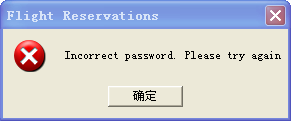 Flight Reservations
Incorrect password. Please try again
确定